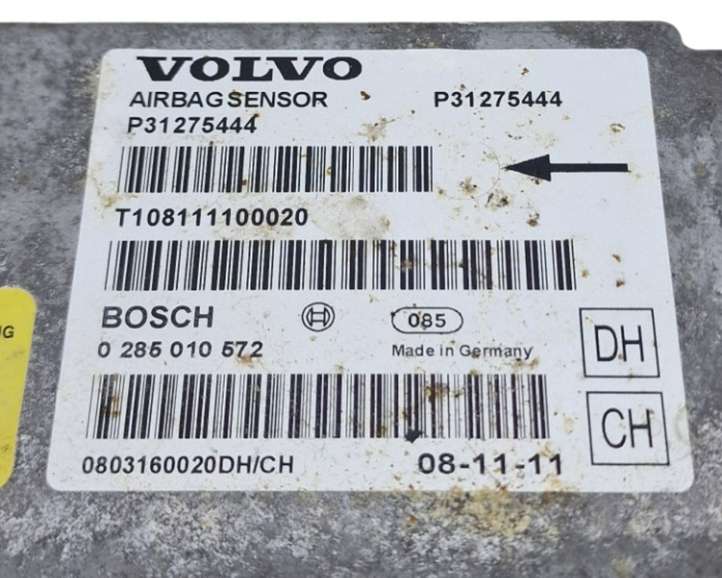 VOLVO
AIRBAGSENSOR P31275444
P31275444
T108111100020
BOSCH 085
0 285 010 572 Made in Germany
DH
CH
0803160020DH/CH 08-11-11